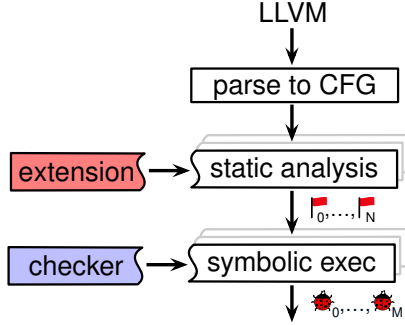 LLVM
parse to CFG
extension
static analysis
0,...,N
checker
symbolic exec
0,...,M